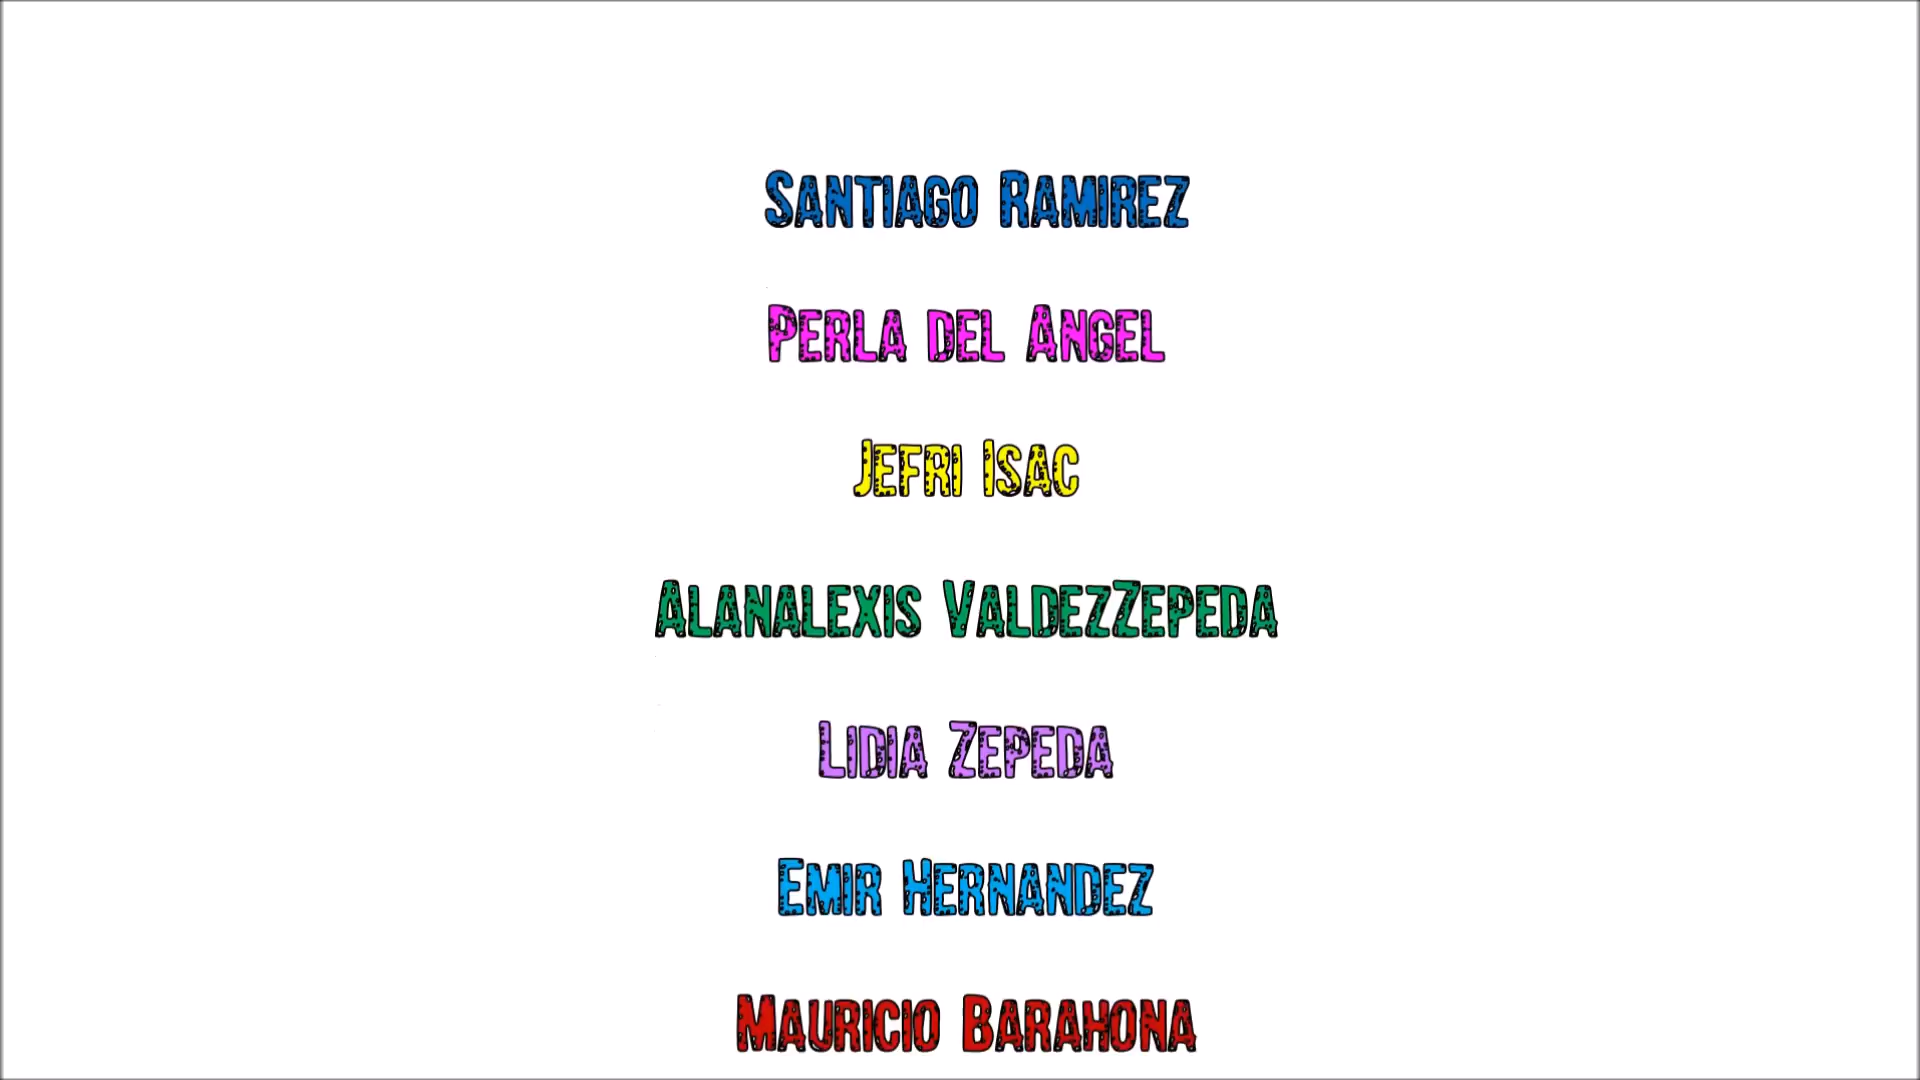 Santiago Ramirez
Perla del Angel
Jefri Isac
Alanalexis ValdezZepeda
Lidia Zepeda
Emir Hernandez
Mauricio Barahona